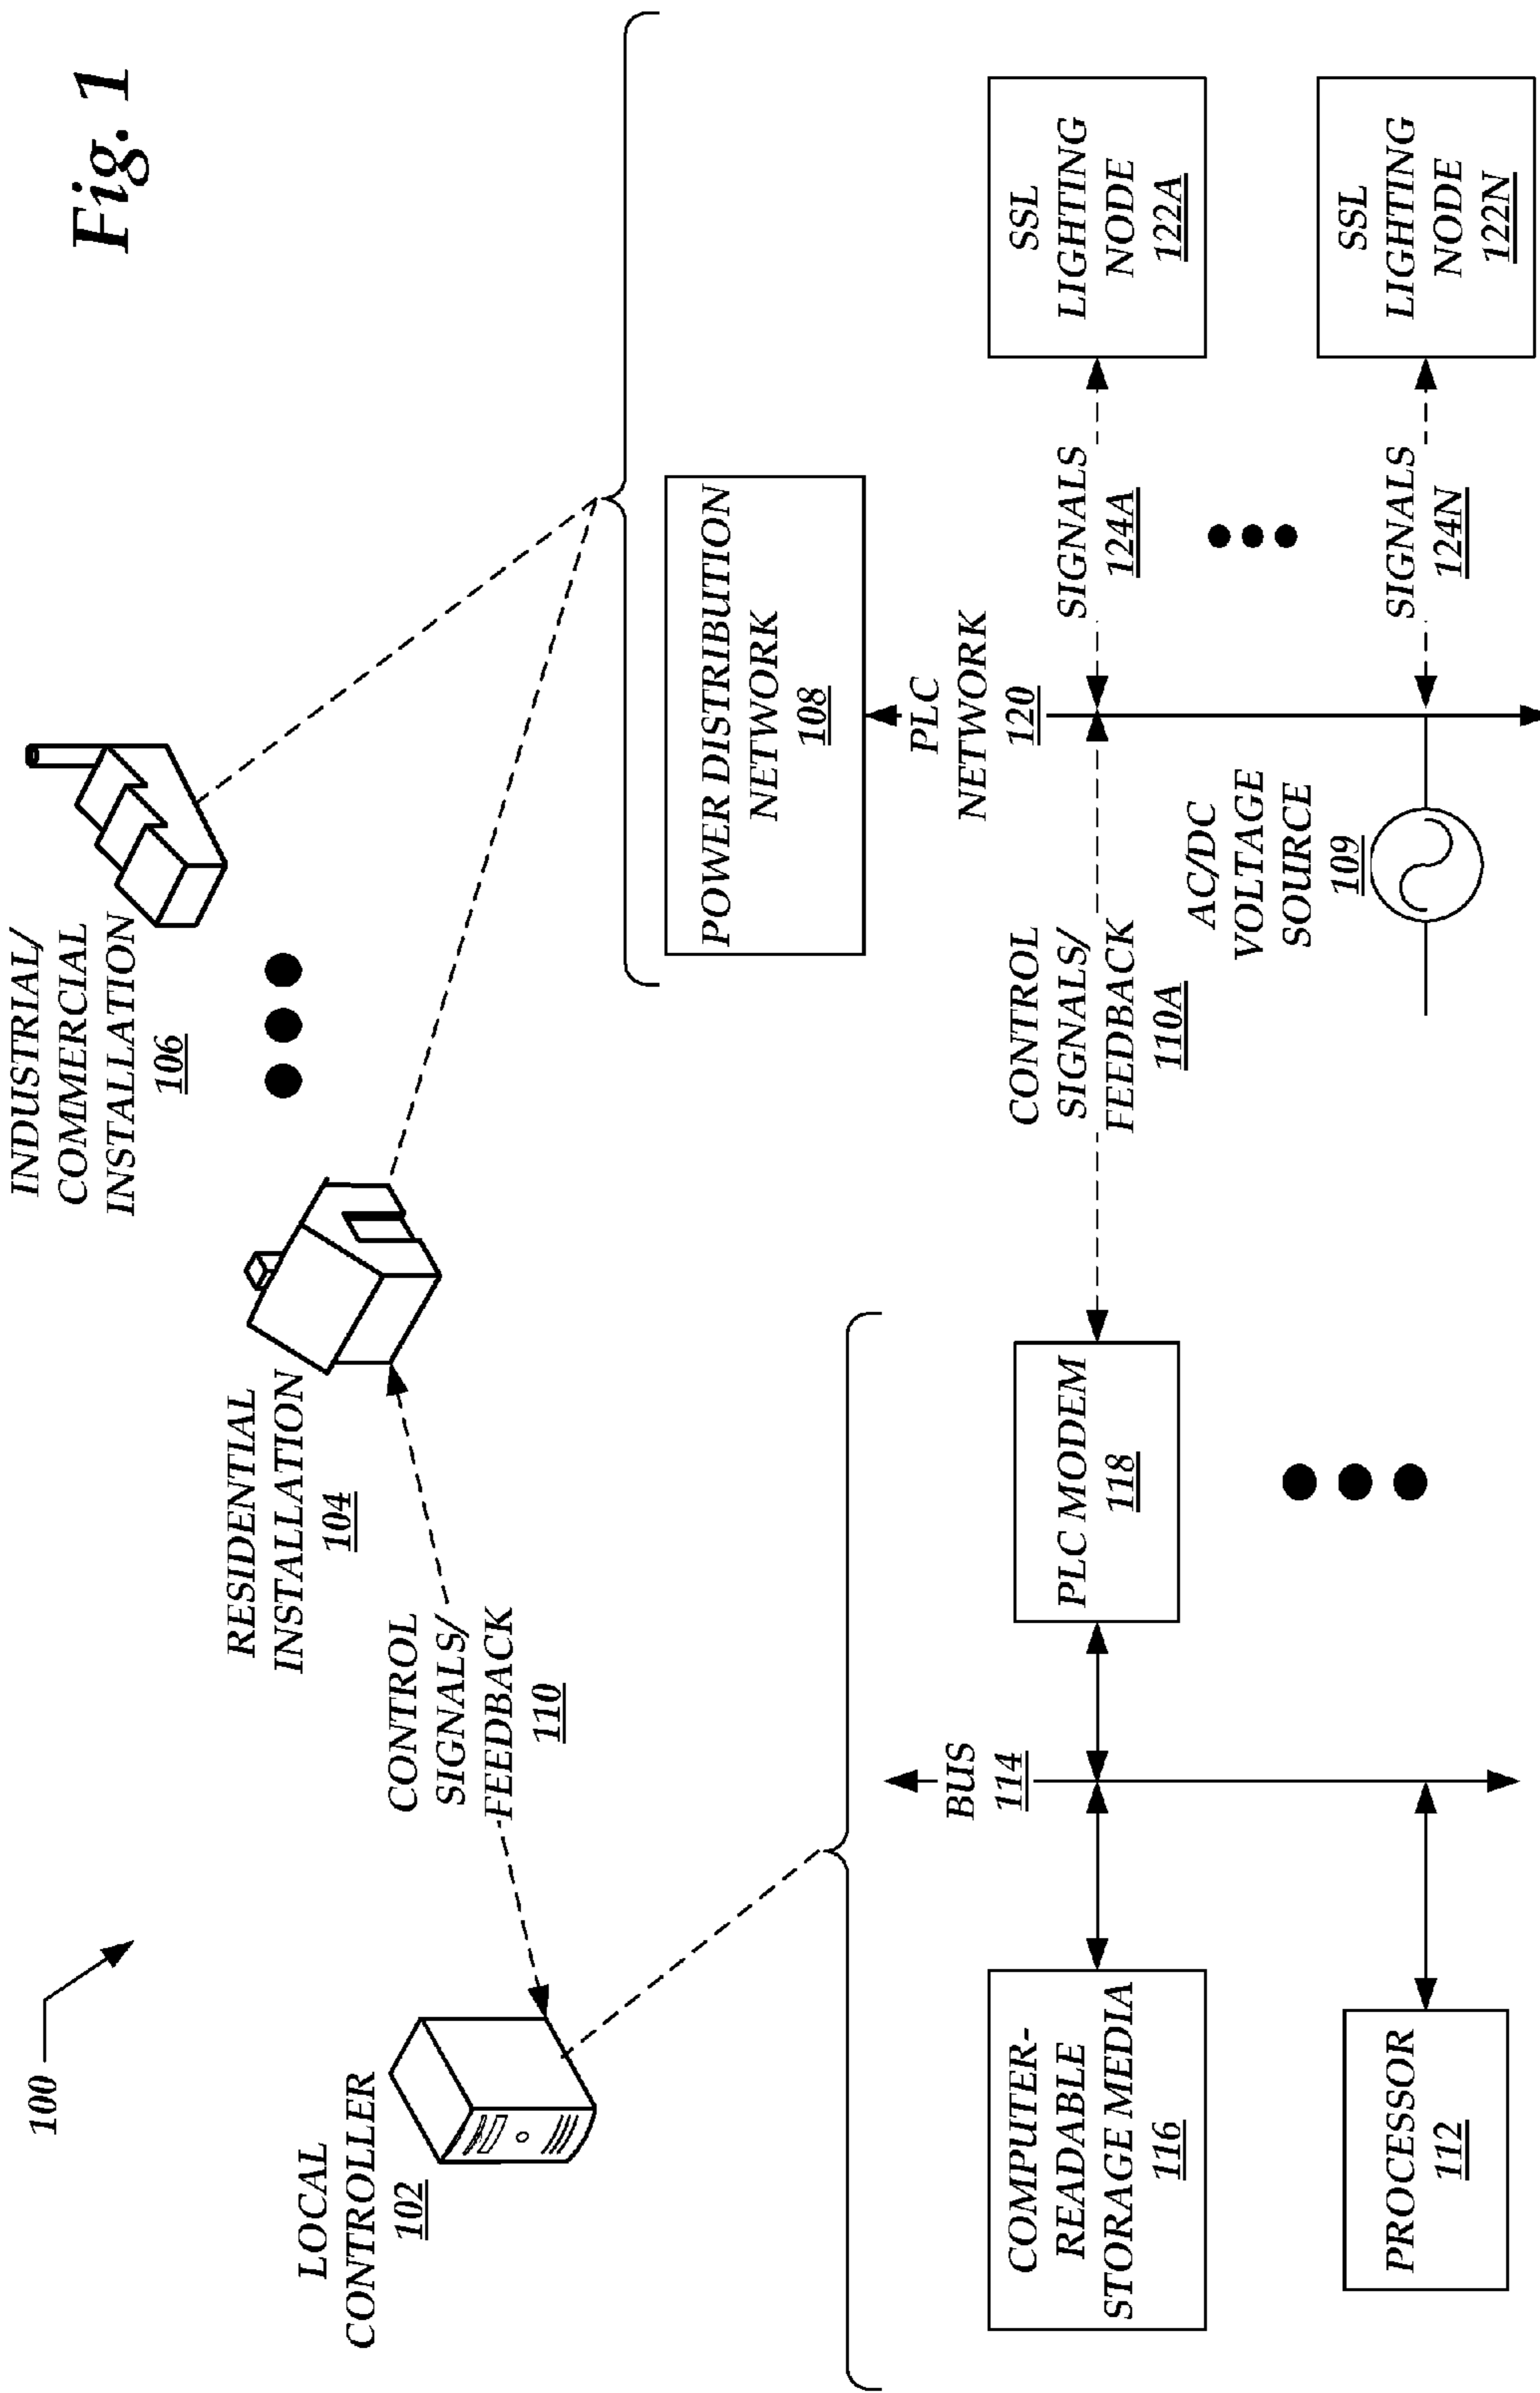 Fig. 1
100
INDUSTRIAL/
COMMERCIAL
INSTALLATION
106
RESIDENTIAL
INSTALLATION
104
LOCAL
CONTROLLER
102
CONTROL
SIGNALS/
FEEDBACK
110
POWER DISTRIBUTION
NETWORK
108
BUS
114
PLC
NETWORK
120
COMPUTER-
READABLE
STORAGE MEDIA
116
PLC MODEM
118
CONTROL
SIGNALS/
FEEDBACK
110A
SIGNALS
124A
SSL
LIGHTING
NODE
122A
AC/DC
VOLTAGE
SOURCE
109
PROCESSOR
112
SIGNALS
124N
SSL
LIGHTING
NODE
122N